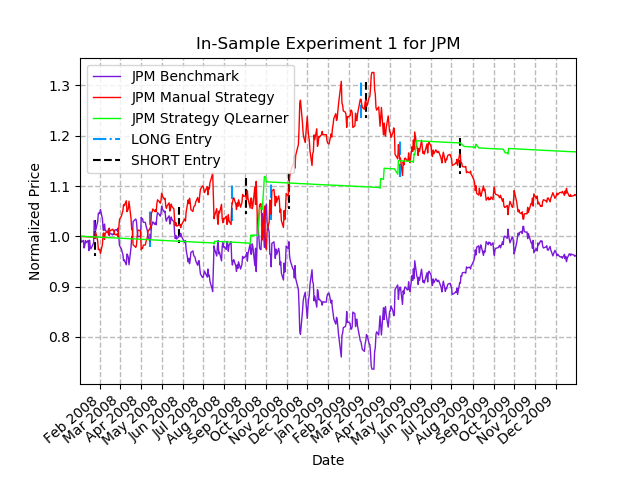 In-Sample Experiment 1 for JPM
JPM Benchmark
JPM Manual Strategy
JPM Strategy QLearner
LONG Entry
SHORT Entry
Normalized Price
1.3
1.2
1.1
1.0
0.9
0.8
Feb 2008
Mar 2008
Apr 2008
May 2008
Jun 2008
Jul 2008
Aug 2008
Sep 2008
Oct 2008
Nov 2008
Dec 2008
Jan 2009
Feb 2009
Mar 2009
Apr 2009
May 2009
Jun 2009
Jul 2009
Aug 2009
Sep 2009
Oct 2009
Nov 2009
Dec 2009
Date